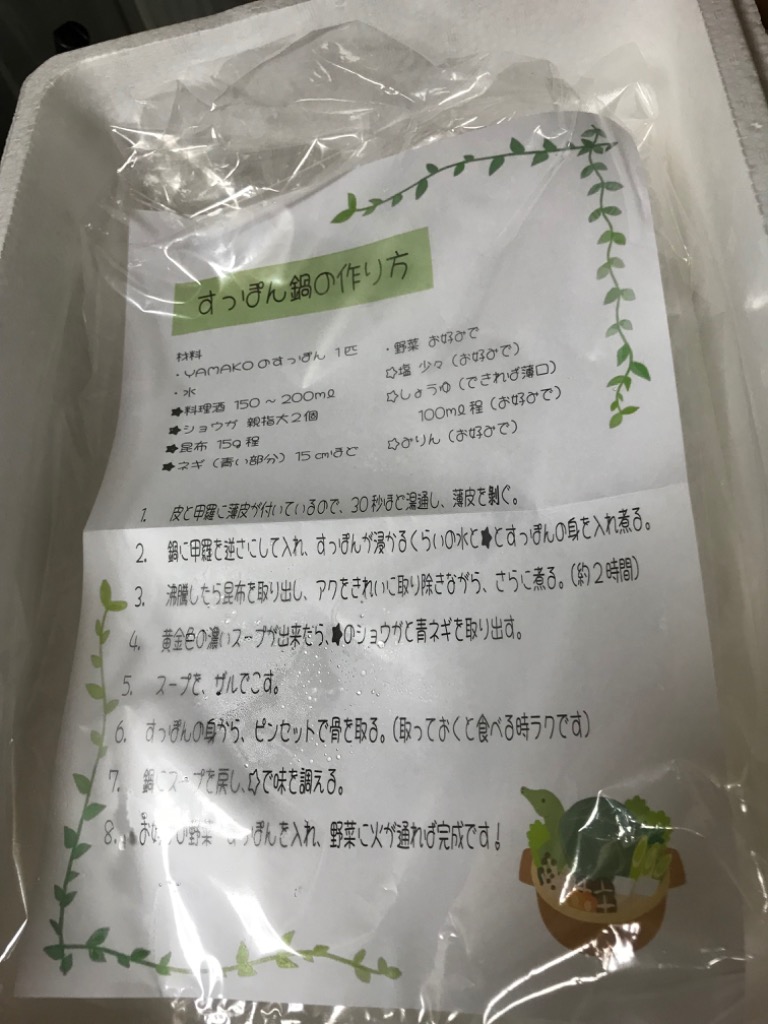 すっぽん鍋の作り方
材料
・YAMAKOのすっぽん 1匹
・水
★料理酒 150～200mℓ
★ショウガ 親指大2個
★昆布 15g程
★ネギ（青い部分）15cmほど
・野菜 お好みで
☆塩 少々（お好みで）
☆しょうゆ（できれば薄口）
100mℓ程（お好みで）
☆みりん（お好みで）
1. 皮と甲羅に薄皮が付いているので、30秒ほど湯通し、薄皮を剝ぐ。
2. 鍋に甲羅を逆さにして入れ、すっぽんが浸かるくらいの水と★とすっぽんの身を入れ煮る。
3. 沸騰したら昆布を取り出し、アクをきれいに取り除きながら、さらに煮る。（約2時間）
4. 黄金色の濃いスープが出来だら、★のショウガと青ネギを取り出す。
5. スープを、ザルでこす。
6. すっぽんの身から、ピンセットで骨を取る。（取っておくと食べる時ラクです）
7. 鍋にスープを戻し、☆で味を調える。
8. お好み 野菜 すっぽんを入れ、野菜に火が通れば完成です！